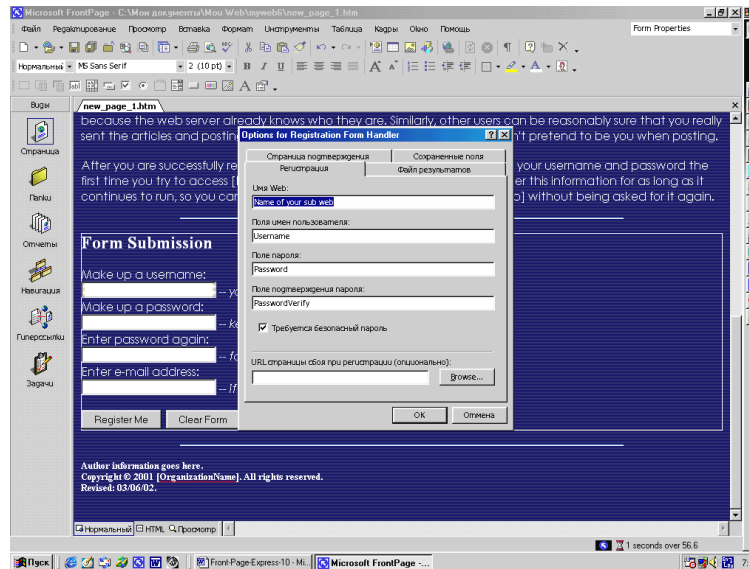 Microsoft FrontPage - C:\Мои документы\Мои Web\myweb6\new_page_1.htm
Файл Редактирование Просмотр Вставка Формат Инструменты Таблица Кадры Окно Помощь
Form Properties
Нормальный MS Sans Serif 2 (10 pt)
Виды
new_page_1.htm
because the web server already knows who they are. Similarly, other users can be reasonably sure that you really
sent the articles and postin
n't pretend to be you when posting.
After you are successfully re
your username and password the
first time you try to access [
er this information for as long as it
continues to run, so you can
b] without being asked for it again.
Страница
Папки
Отчеты
Навигация
Гиперссылки
Задачи
Form Submission
Make up a username:
-- yo
Make up a password:
-- ke
Enter password again:
-- fo
Enter e-mail address:
-- If
Register Me
Clear Form
Options for Registration Form Handler
Страница подтверждения
Сохраненные поля
Регистрация
Файл результатов
Имя Web:
Name of your sub web
Поля имен пользователя:
Username
Поле пароля:
Password
Поле подтверждения пароля:
PasswordVerify
Требуется безопасный пароль
URL страницы сбоя при регистрации (опционально):
Browse...
OK
Отмена
Author information goes here.
Copyright © 2001 [OrganizationName]. All rights reserved.
Revised: 03/06/02.
Нормальный HTML Просмотр
1 seconds over 56.6
Пуск
Front-Page-Express-10 - Mi...
Microsoft FrontPage -...